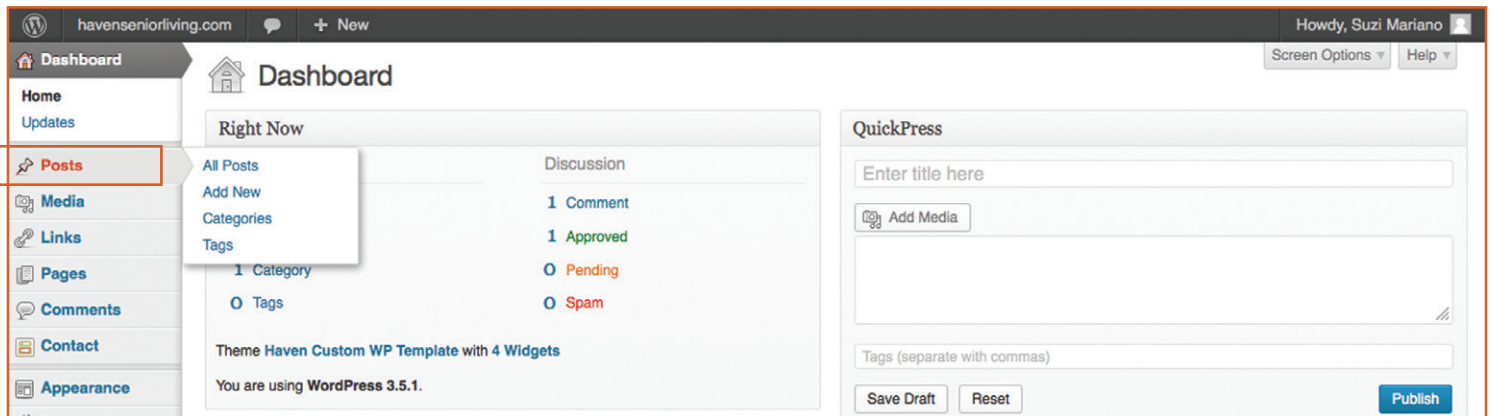 havenseniorliving.com + New Howdy, Suzi Mariano
Dashboard
Home
Updates
Posts
Media
Links
Pages
Comments
Contact
Appearance
All Posts
Add New
Categories
Tags
Screen Options Help
Dashboard
Right Now
Discussion
1 Comment
1 Approved
1 Category 0 Pending
0 Tags 0 Spam
Theme Haven Custom WP Template with 4 Widgets
You are using WordPress 3.5.1.
QuickPress
Enter title here
Add Media
Tags (separate with commas)
Save Draft Reset Publish